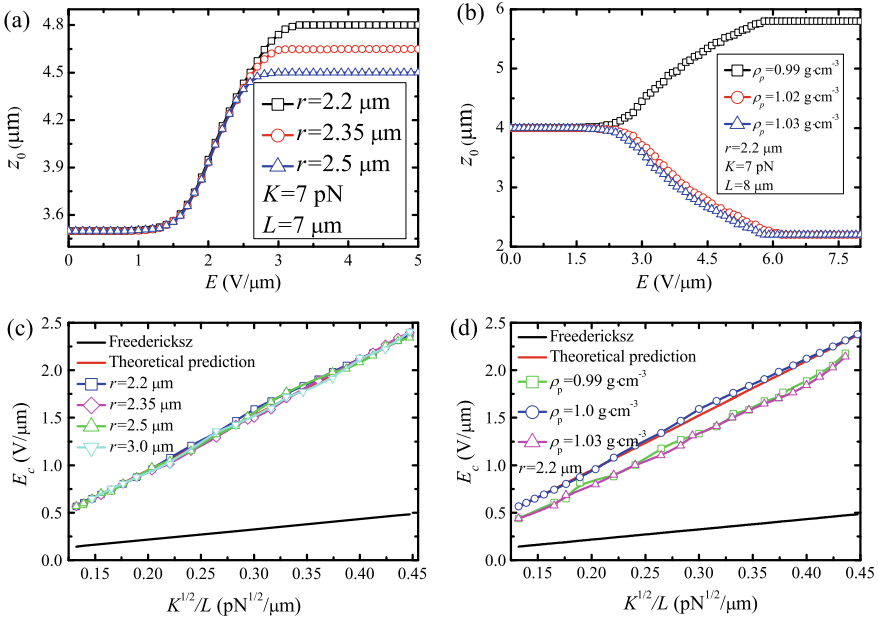 (a)
4.8
4.5
4.2
3.9
3.6
z₀ (μm)
r=2.2 μm
r=2.35 μm
r=2.5 μm
K=7 pN
L=7 μm
0 1 2 3 4 5
E (V/μm)
(b)
6
5
4
3
2
z₀ (μm)
ρₚ=0.99 g·cm⁻³
ρₚ=1.02 g·cm⁻³
ρₚ=1.03 g·cm⁻³
r=2.2 μm
K=7 pN
L=8 μm
0.0 1.5 3.0 4.5 6.0 7.5
E (V/μm)
(c)
2.5
2.0
1.5
1.0
0.5
0.0
E_c (V/μm)
Freedericksz
Theoretical prediction
r=2.2 μm
r=2.35 μm
r=2.5 μm
r=3.0 μm
0.15 0.20 0.25 0.30 0.35 0.40 0.45
K^{1/2}/L (pN^{1/2}/μm)
(d)
2.5
2.0
1.5
1.0
0.5
0.0
E_c (V/μm)
Freedericksz
Theoretical prediction
ρₚ=0.99 g·cm⁻³
ρₚ=1.0 g·cm⁻³
ρₚ=1.03 g·cm⁻³
r=2.2 μm
0.15 0.20 0.25 0.30 0.35 0.40 0.45
K^{1/2}/L (pN^{1/2}/μm)